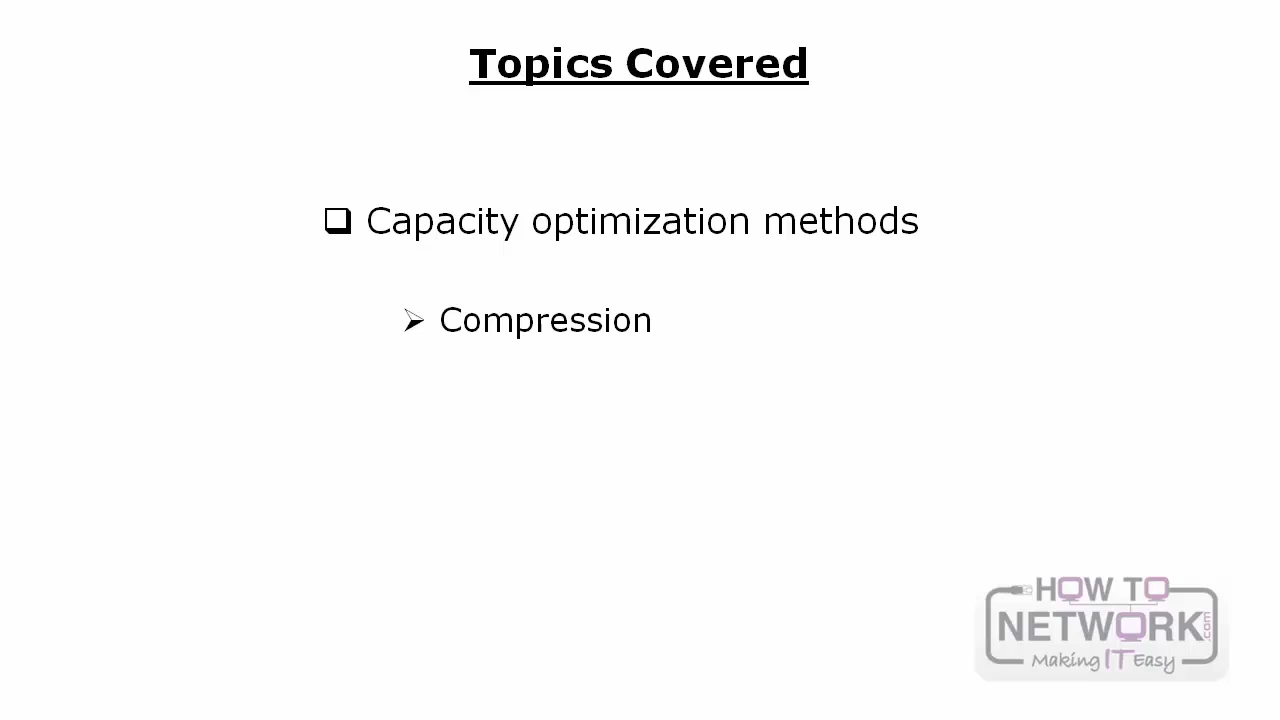 Topics Covered
Capacity optimization methods
Compression
HOW TO
NETWORK.com
Making IT Easy